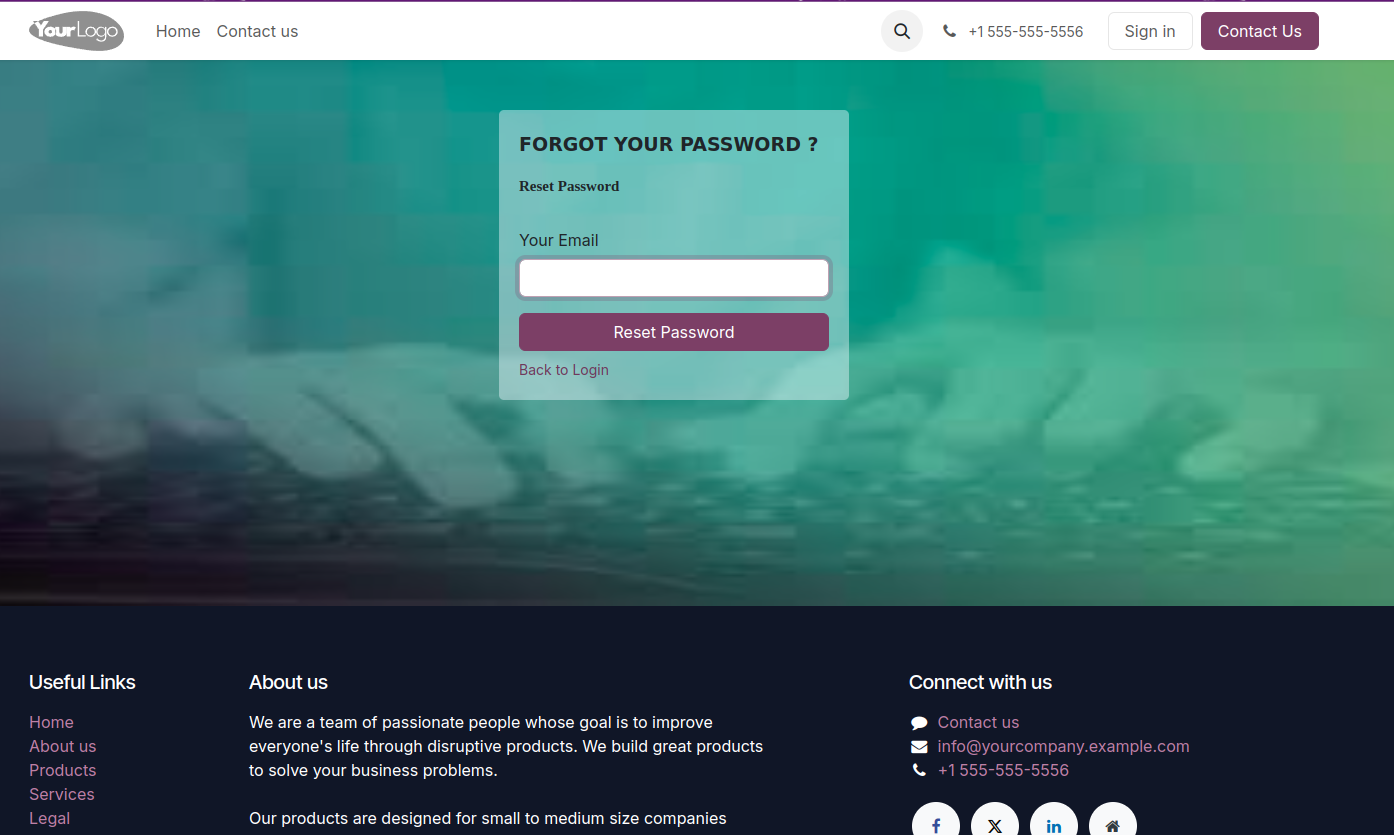 YourLogo
Home
Contact us
+1 555-555-5556
Sign in
Contact Us
FORGOT YOUR PASSWORD ?
Reset Password
Your Email
Reset Password
Back to Login
Useful Links
Home
About us
Products
Services
Legal
About us
We are a team of passionate people whose goal is to improve
everyone's life through disruptive products. We build great products
to solve your business problems.
Our products are designed for small to medium size companies
Connect with us
Contact us
info@yourcompany.example.com
+1 555-555-5556